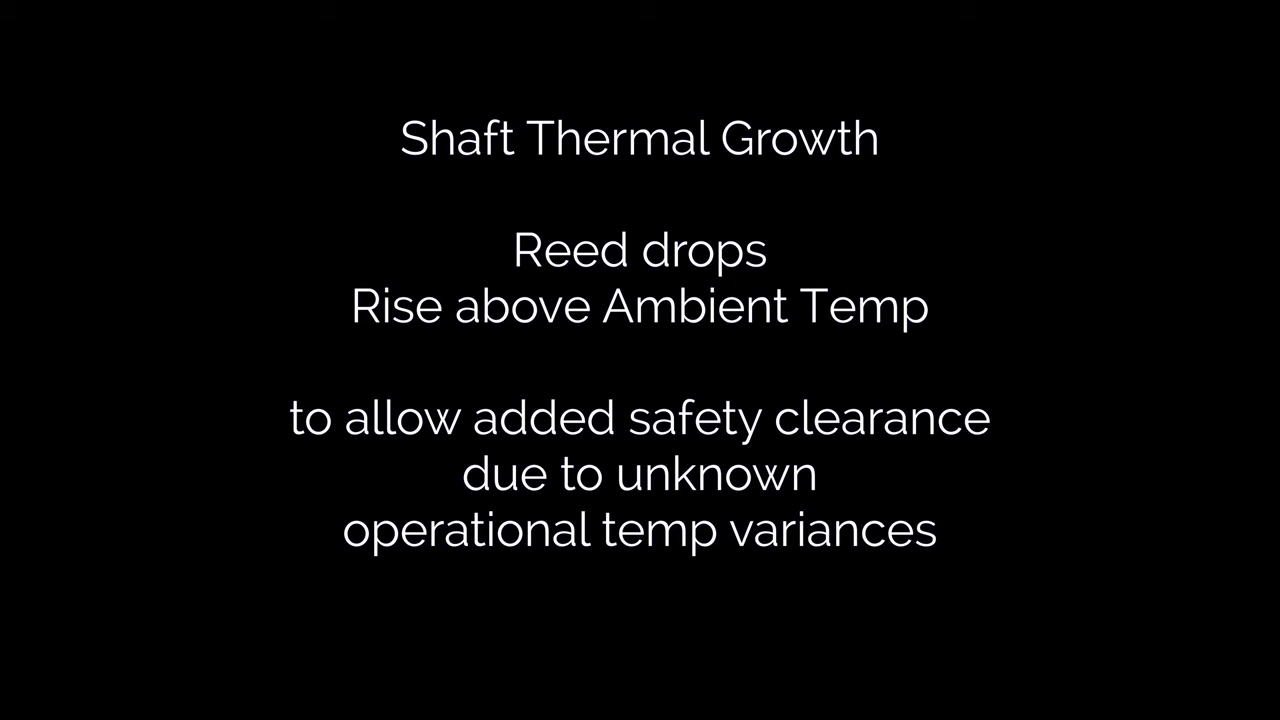 Shaft Thermal Growth
Reed drops
Rise above Ambient Temp
to allow added safety clearance
due to unknown
operational temp variances